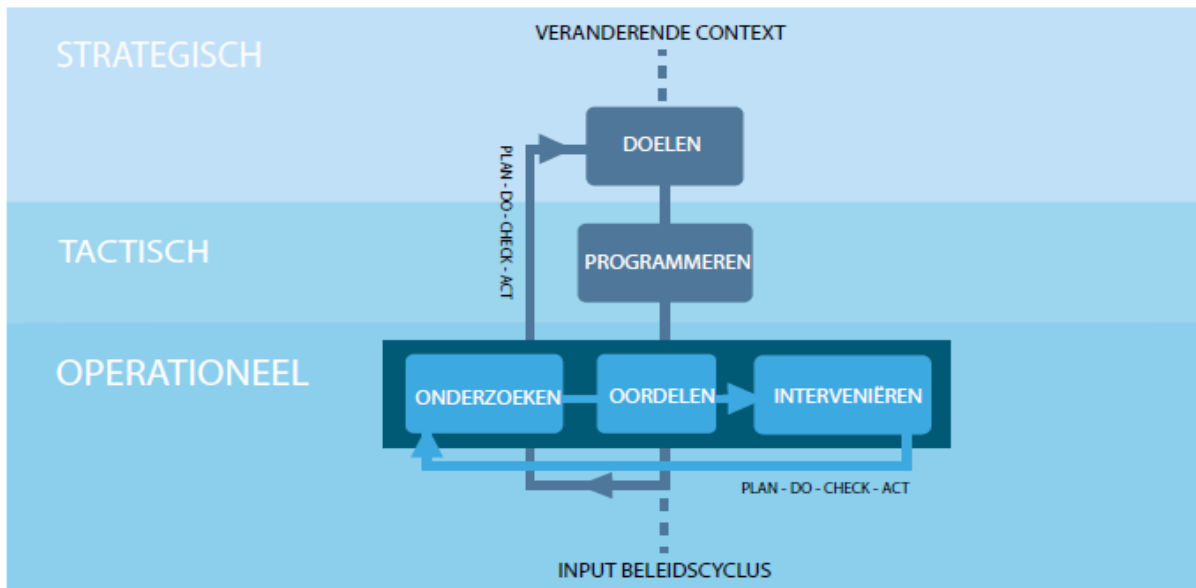 VERANDERENDE CONTEXT
STRATEGISCH
DOELEN
PLAN - DO - CHECK - ACT
TACTISCH
PROGRAMMEREN
OPERATIONEEL
ONDERZOEKEN
OORDELEN
INTERVENIËREN
PLAN - DO - CHECK - ACT
INPUT BELEIDSCYCLUS